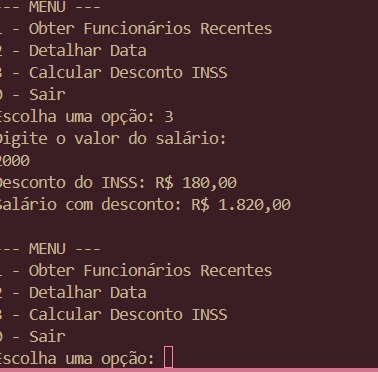 --- MENU ---
1 - Obter Funcionários Recentes
2 - Detalhar Data
3 - Calcular Desconto INSS
0 - Sair
Escolha uma opção: 3
Digite o valor do salário:
2000
Desconto do INSS: R$ 180,00
Salário com desconto: R$ 1.820,00
--- MENU ---
1 - Obter Funcionários Recentes
2 - Detalhar Data
3 - Calcular Desconto INSS
0 - Sair
Escolha uma opção: